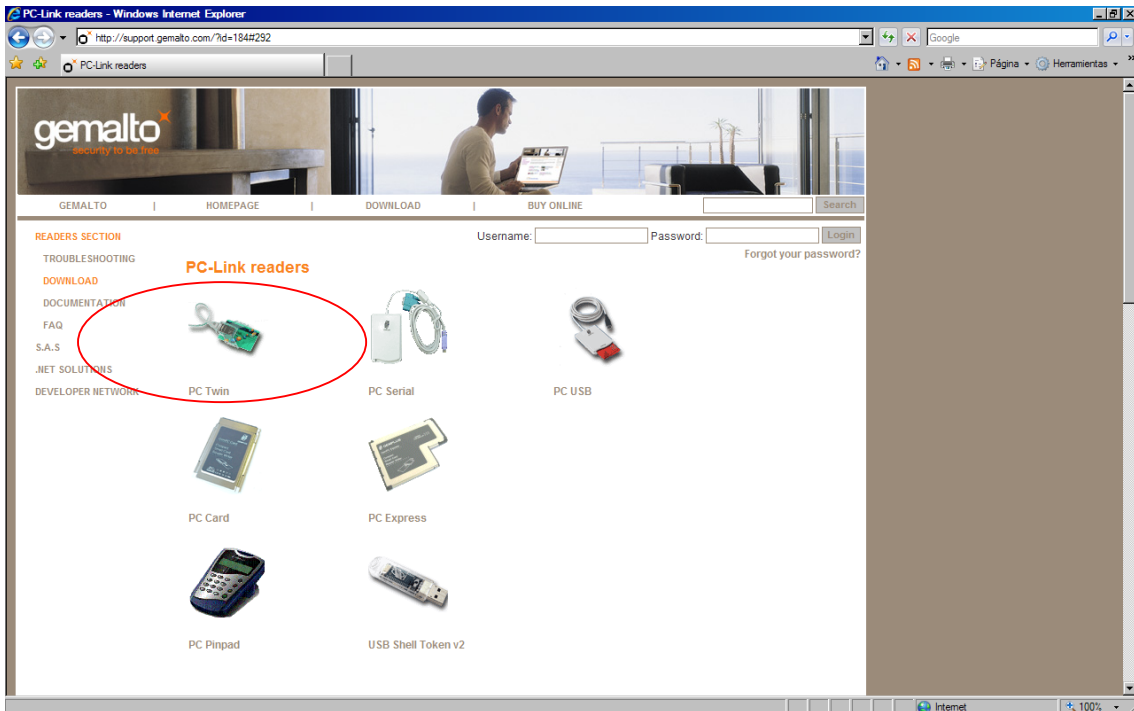 PC-Link readers - Windows Internet Explorer
http://support.gemalto.com/?id=184#292
Google
PC-Link readers
Página
Herramientas
»
gemalto
security to be free
GEMALTO | HOMEPAGE | DOWNLOAD | BUY ONLINE
Search
READERS SECTION
Username:
Password:
Login
TROUBLESHOOTING
Forgot your password?
PC-Link readers
DOWNLOAD
DOCUMENTATION
FAQ
S.A.S
.NET SOLUTIONS
DEVELOPER NETWORK
PC Twin
PC Serial
PC USB
PC Card
PC Express
PC Pinpad
USB Shell Token v2
Internet
100%